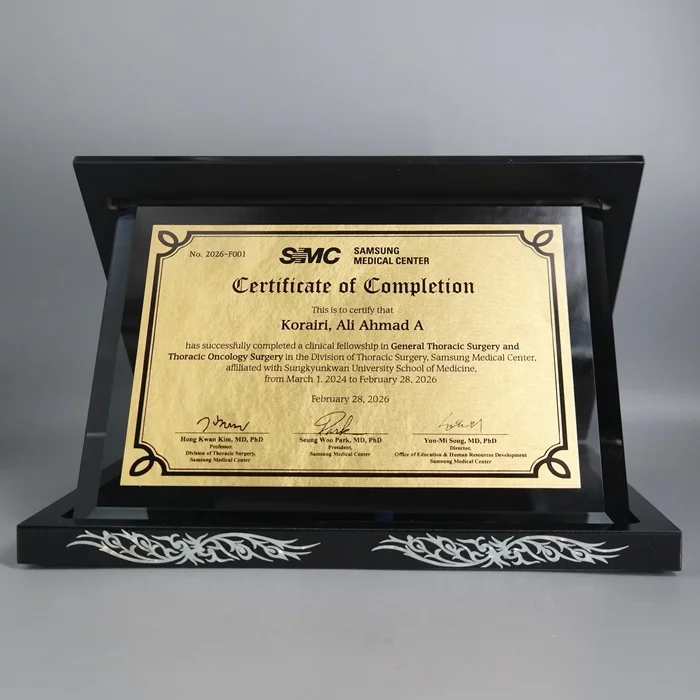 No. 2026-F001
SMC SAMSUNG
MEDICAL CENTER
Certificate of Completion
This is to certify that
Korairi, Ali Ahmad A
has successfully completed a clinical fellowship in General Thoracic Surgery and
Thoracic Oncology Surgery in the Division of Thoracic Surgery, Samsung Medical Center,
affiliated with Sungkyunkwan University School of Medicine,
from March 1, 2024 to February 28, 2026
February 28, 2026
Park
Hong Kwan Kim, MD, PhD
Professor,
Division of Thoracic Surgery,
Samsung Medical Center
Seung Woo Park, MD, PhD
President,
Samsung Medical Center
Yun-Mi Song, MD, PhD
Director,
Office of Education & Human Resources Development
Samsung Medical Center